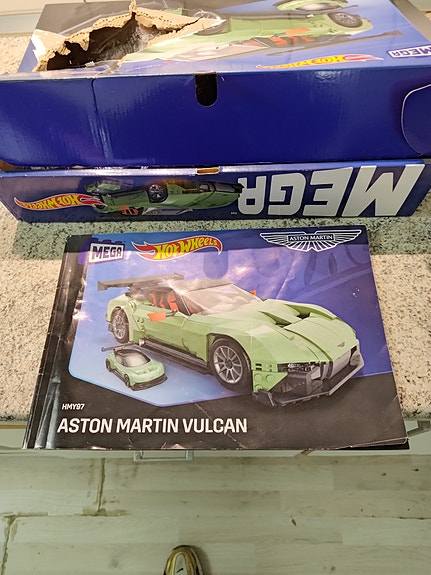 MEGA
HOT WHEELS
HOT WHEELS
MEGA
MEGA
HOT WHEELS
ASTON MARTIN
HMY97
ASTON MARTIN VULCAN